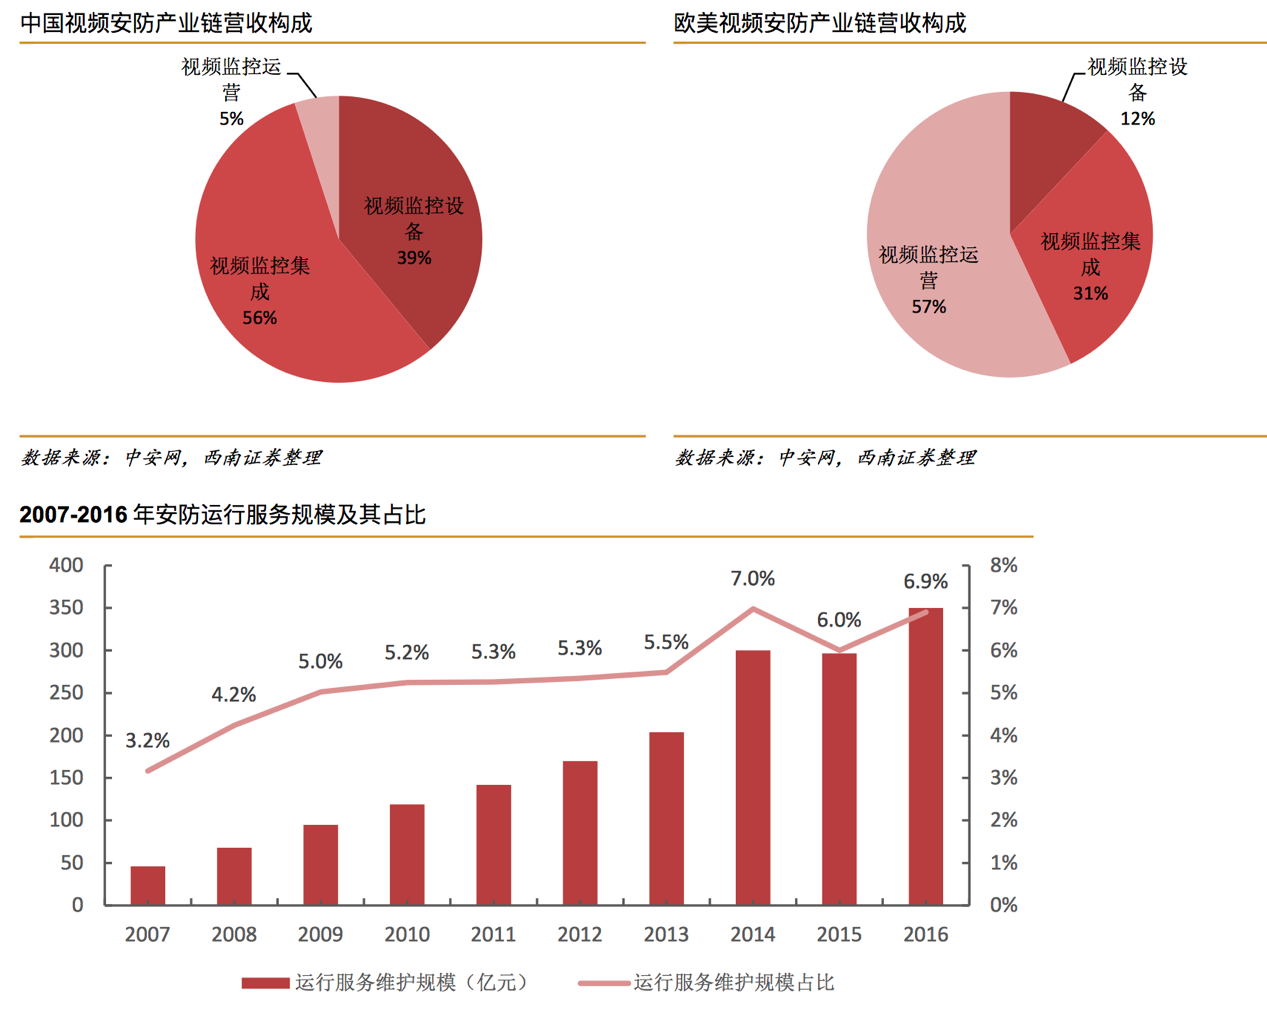 中国视频安防产业链营收构成
视频监控运
营
5%
视频监控设
备
39%
视频监控集
成
56%
数据来源：中安网，西南证券整理
欧美视频安防产业链营收构成
视频监控设
备
12%
视频监控集
成
31%
视频监控运
营
57%
数据来源：中安网，西南证券整理
2007-2016 年安防运行服务规模及其占比
400
350
300
250
200
150
100
50
0
8%
7%
6%
5%
4%
3%
2%
1%
0%
3.2%
4.2%
5.0%
5.2%
5.3%
5.3%
5.5%
7.0%
6.0%
6.9%
2007 2008 2009 2010 2011 2012 2013 2014 2015 2016
运行服务维护规模（亿元） 运行服务维护规模占比